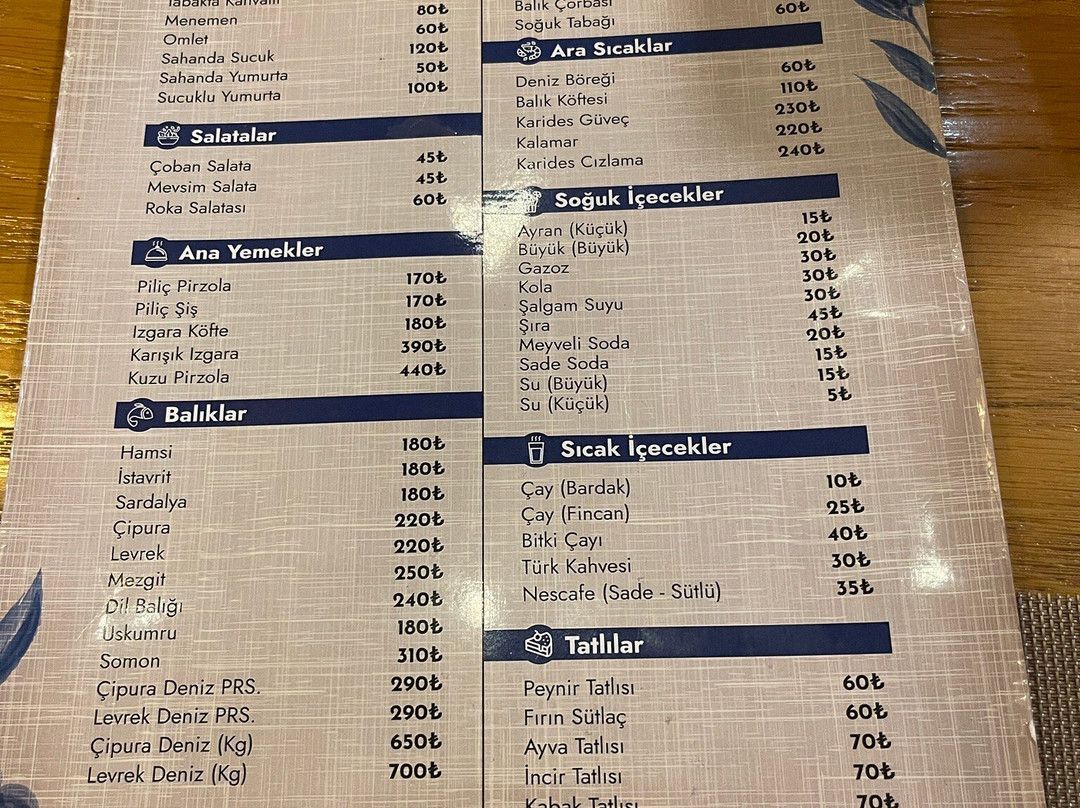 Tabakta Kahvaltı
Menemen 80₺
Omlet 60₺
Sahanda Sucuk 120₺
Sahanda Yumurta 50₺
Sucuklu Yumurta 100₺
Salatalar
Çoban Salata 45₺
Mevsim Salata 45₺
Roka Salatası 60₺
Ana Yemekler
Piliç Pirzola 170₺
Piliç Şiş 170₺
Izgara Köfte 180₺
Karışık Izgara 390₺
Kuzu Pirzola 440₺
Balıklar
Hamsi 180₺
İstavrit 180₺
Sardalya 180₺
Çipura 220₺
Levrek 220₺
Mezgit 250₺
Dil Balığı 240₺
Uskumru 180₺
Somon 310₺
Çipura Deniz PRS. 290₺
Levrek Deniz PRS. 290₺
Çipura Deniz (Kg) 650₺
Levrek Deniz (Kg) 700₺
Balık Çorbası
Soğuk Tabağı 60₺
Ara Sıcaklar
Deniz Böreği 60₺
Balık Köftesi 110₺
Karides Güveç 230₺
Kalamar 220₺
Karides Cızlama 240₺
Soğuk İçecekler
Ayran (Küçük) 15₺
Büyük (Büyük) 20₺
Gazoz 30₺
Kola 30₺
Şalgam Suyu 30₺
Şıra 45₺
Meyveli Soda 20₺
Sade Soda 15₺
Su (Büyük) 15₺
Su (Küçük) 5₺
Sıcak İçecekler
Çay (Bardak) 10₺
Çay (Fincan) 25₺
Bitki Çayı 40₺
Türk Kahvesi 30₺
Nescafe (Sade - Sütlü) 35₺
Tatlılar
Peynir Tatlısı 60₺
Fırın Sütlaç 60₺
Ayva Tatlısı 70₺
İncir Tatlısı 70₺
Kabak Tatlısı 70₺